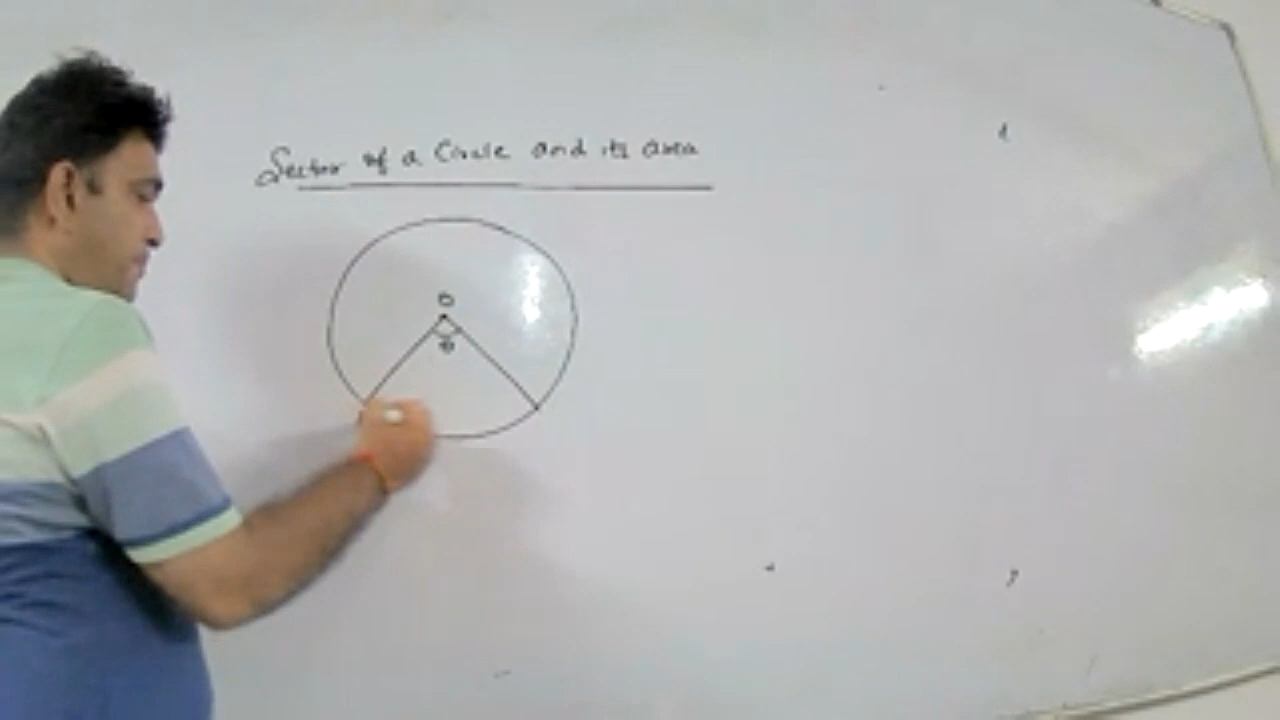 Sector of a Circle and its area
O
θ